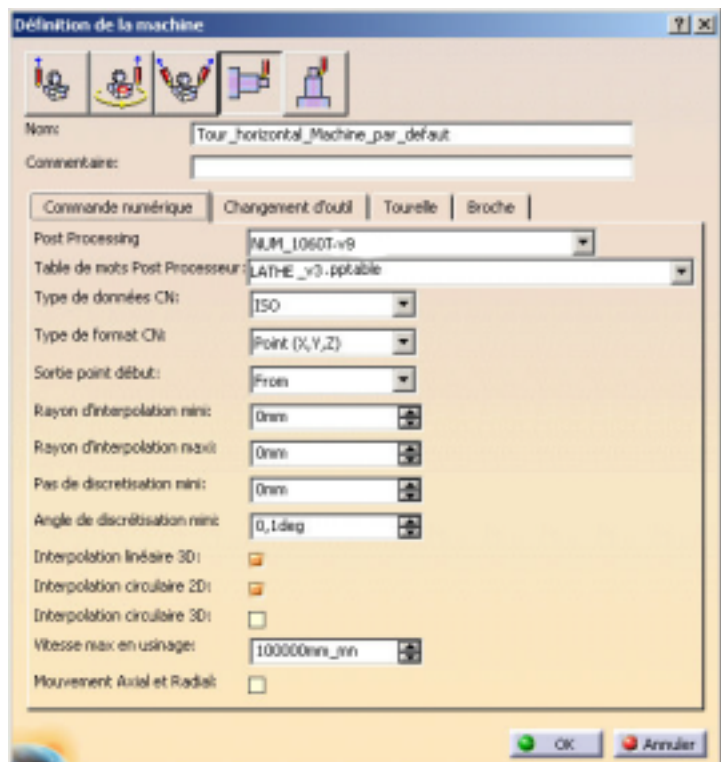 Définition de la machine
Nom: Tour_horizontal_Machine_par_defaut
Commentaire:
Commande numérique Changement d'outil Tourelle Broche
Post Processing NUM_1060T-v9
Table de mots Post Processeur: LATHE_v3.pptable
Type de données CN: ISO
Type de format CN: Point (X,Y,Z)
Sortie point début: From
Rayon d'interpolation mini: 0mm
Rayon d'interpolation maxi: 0mm
Pas de discretisation mini: 0mm
Angle de discrétisation mini: 0,1deg
Interpolation linéaire 3D:
Interpolation circulaire 2D:
Interpolation circulaire 3D:
Vitesse max en usinage: 100000mm_mn
Mouvement Axial et Radial:
OK Annuler